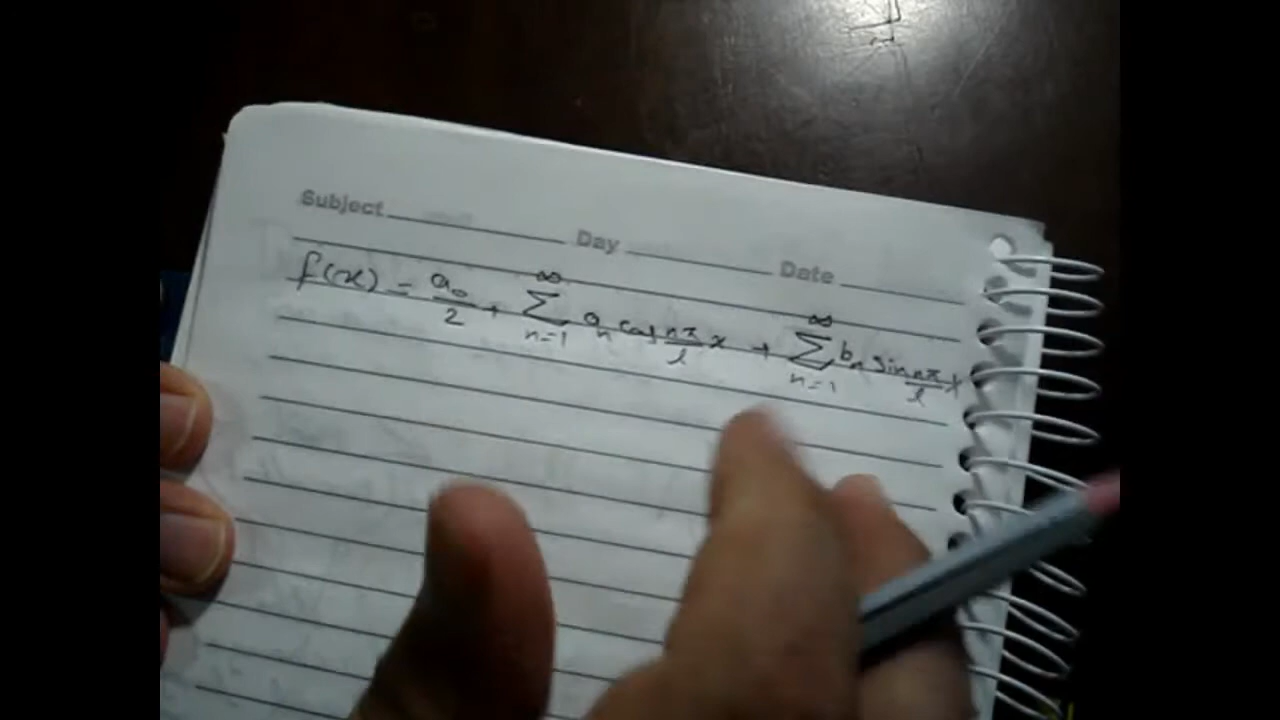 Subject Day Date
f(x) = a₀/2 + ∑_{n=1}^{∞} aₙ cos nπ/l x + ∑_{n=1}^{∞} bₙ sin nπ/l x